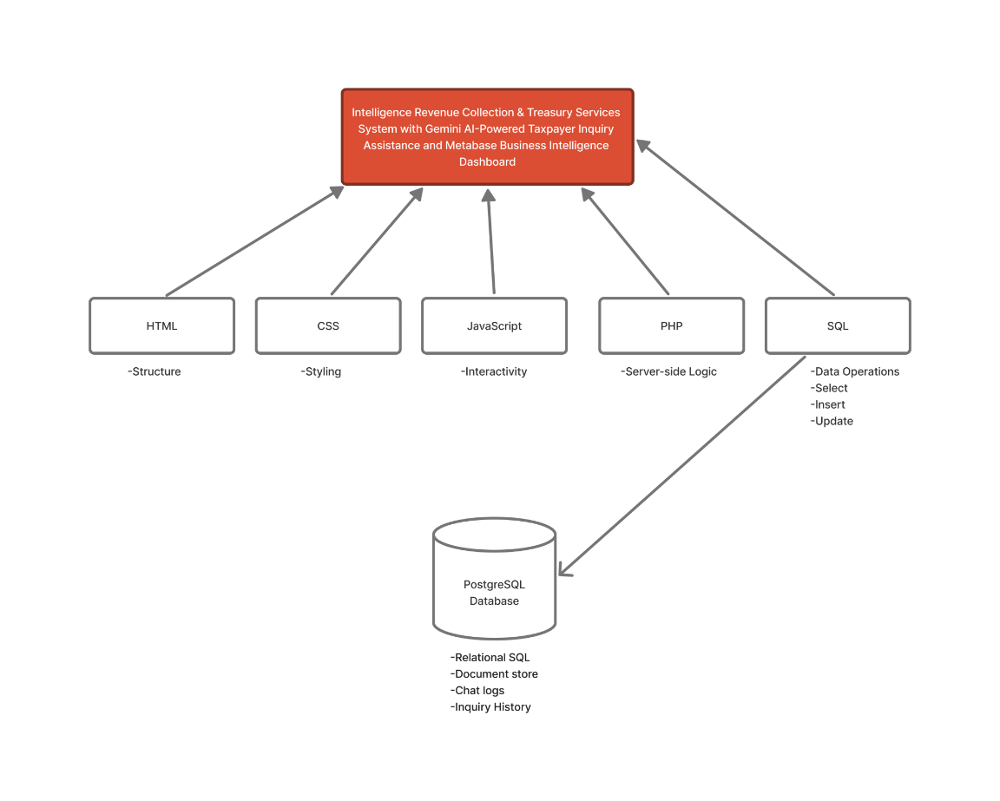 Intelligence Revenue Collection & Treasury Services
System with Gemini AI-Powered Taxpayer Inquiry
Assistance and Metabase Business Intelligence
Dashboard
HTML
CSS
JavaScript
PHP
SQL
-Structure
-Styling
-Interactivity
-Server-side Logic
-Data Operations
-Select
-Insert
-Update
PostgreSQL
Database
-Relational SQL
-Document store
-Chat logs
-Inquiry History